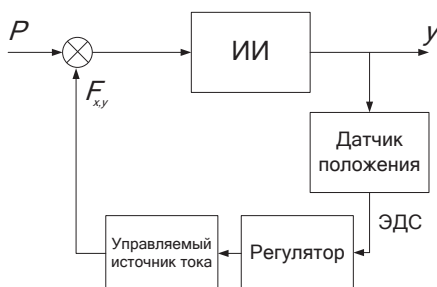 P
ИИ
y
F x,y
Датчик
положения
ЭДС
Управляемый
источник тока
Регулятор